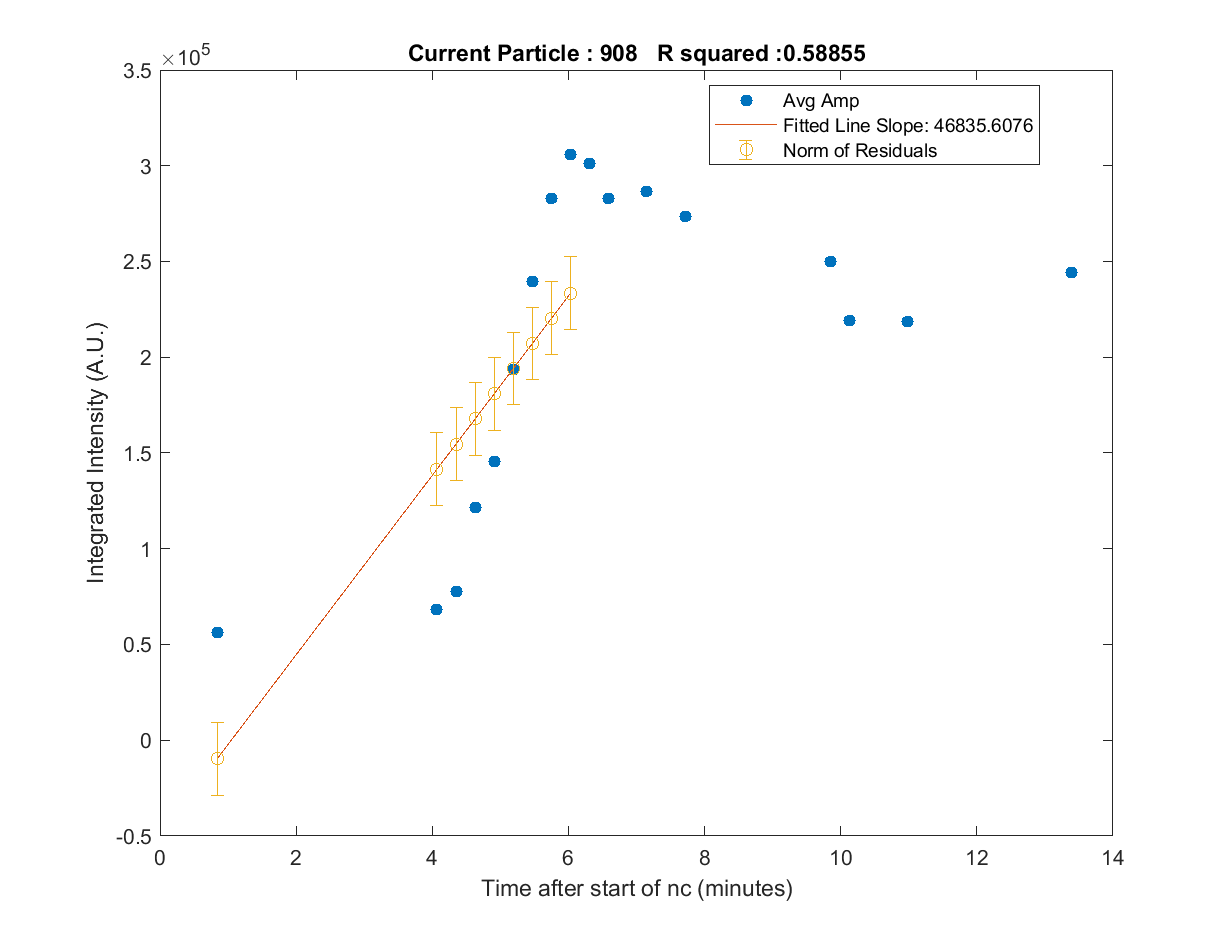 Current Particle : 908 R squared :0.58855
×10^5
3.5
3
2.5
2
1.5
1
0.5
0
-0.5
Integrated Intensity (A.U.)
Avg Amp
Fitted Line Slope: 46835.6076
Norm of Residuals
0 2 4 6 8 10 12 14
Time after start of nc (minutes)